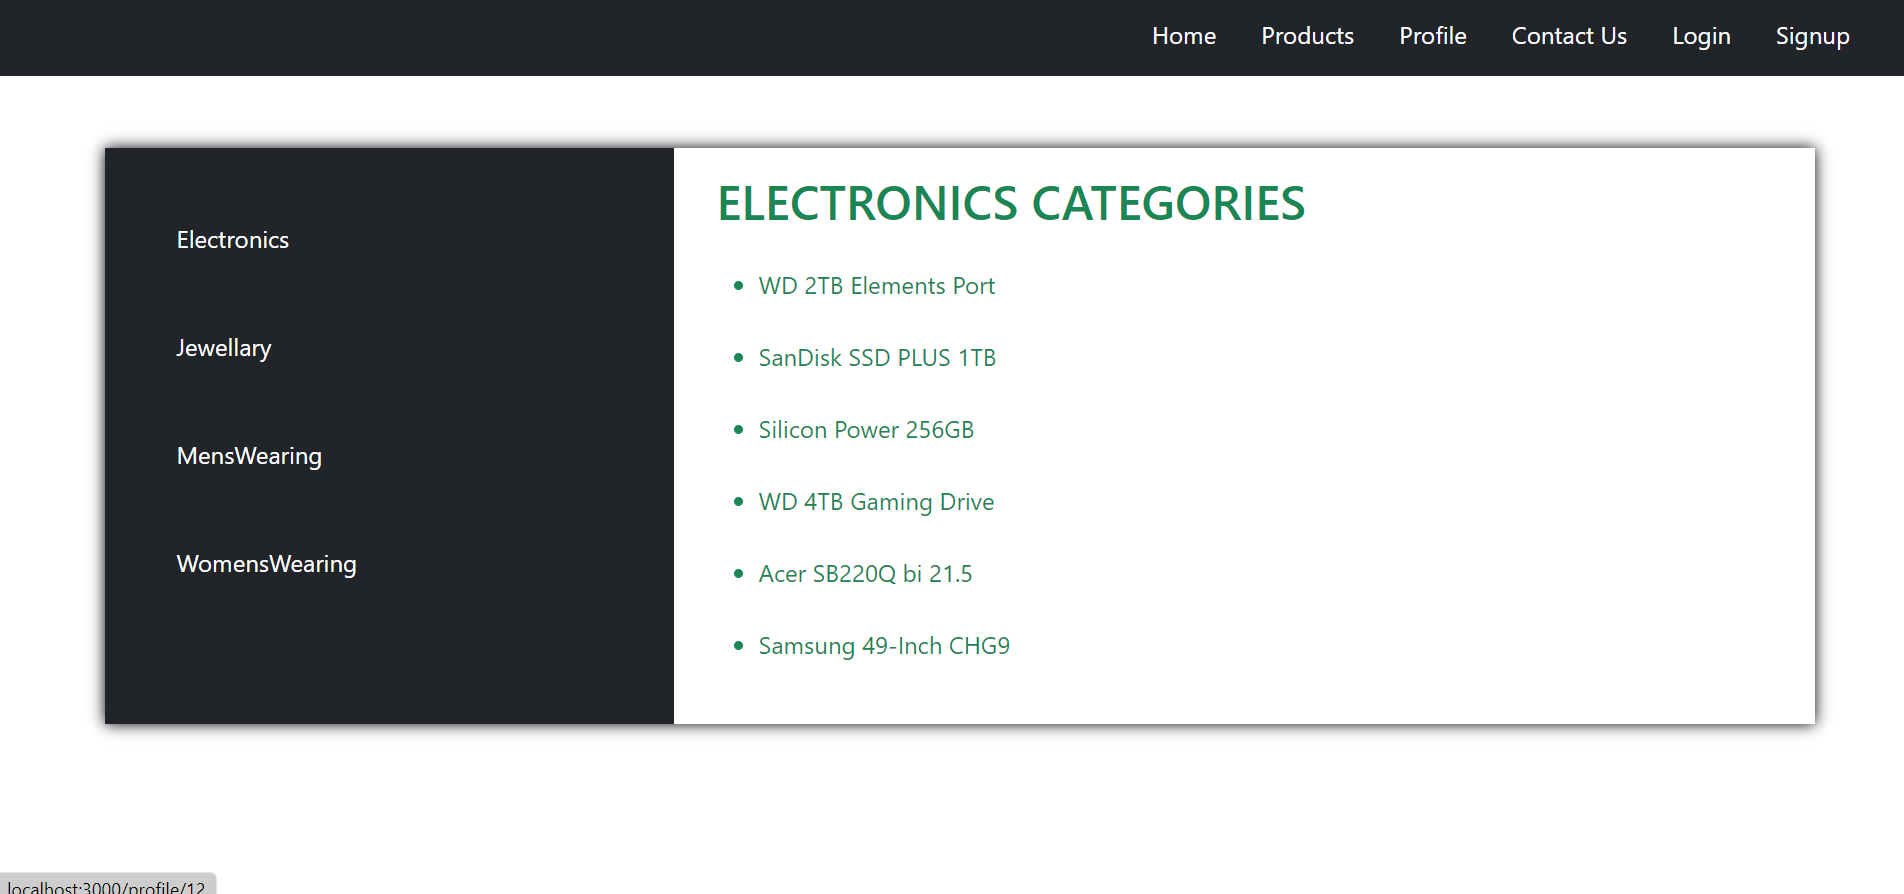 Home Products Profile Contact Us Login Signup
Electronics
Jewellary
MensWearing
WomensWearing
ELECTRONICS CATEGORIES
WD 2TB Elements Port
SanDisk SSD PLUS 1TB
Silicon Power 256GB
WD 4TB Gaming Drive
Acer SB220Q bi 21.5
Samsung 49-Inch CHG9
localhost:3000/profile/12